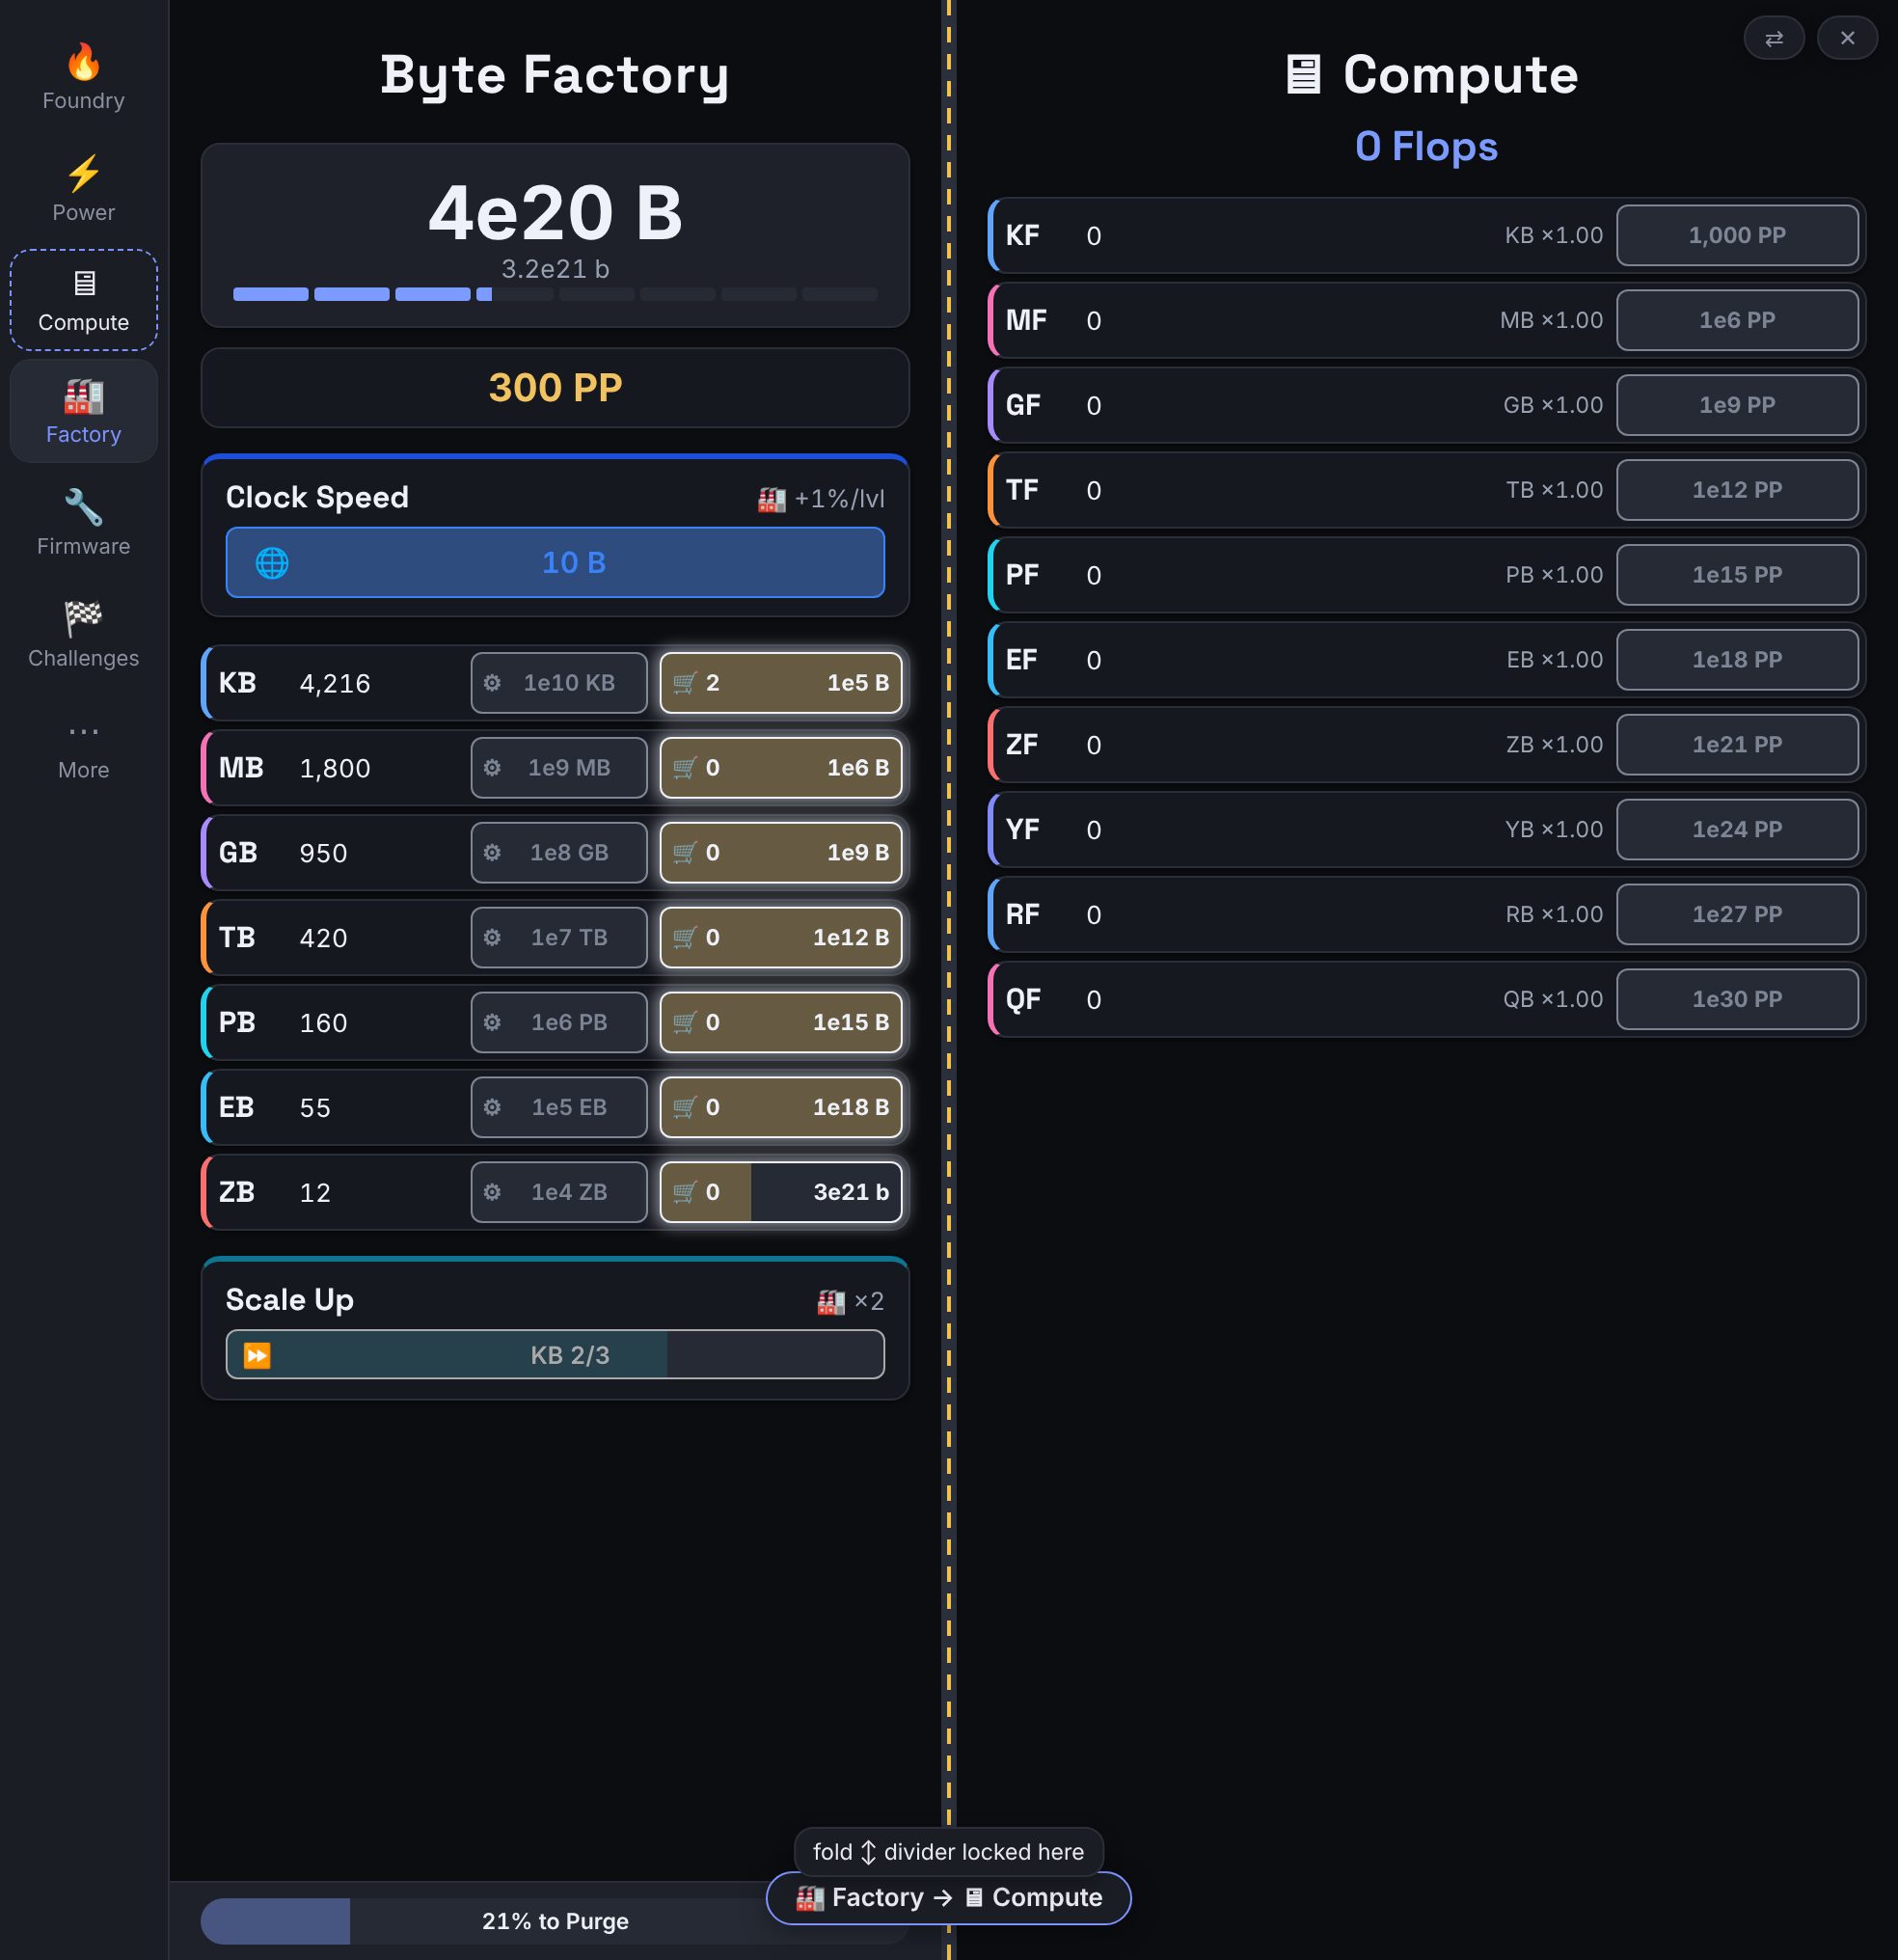 Foundry
Power
Compute
Factory
Firmware
Challenges
... More
Byte Factory
4e20 B
3.2e21 b
300 PP
Clock Speed +1%/lvl
10 B
KB 4,216 1e10 KB 2 1e5 B
MB 1,800 1e9 MB 0 1e6 B
GB 950 1e8 GB 0 1e9 B
TB 420 1e7 TB 0 1e12 B
PB 160 1e6 PB 0 1e15 B
EB 55 1e5 EB 0 1e18 B
ZB 12 1e4 ZB 0 3e21 b
Scale Up ×2
KB 2/3
21% to Purge
Compute
0 Flops
KF 0 KB ×1.00 1,000 PP
MF 0 MB ×1.00 1e6 PP
GF 0 GB ×1.00 1e9 PP
TF 0 TB ×1.00 1e12 PP
PF 0 PB ×1.00 1e15 PP
EF 0 EB ×1.00 1e18 PP
ZF 0 ZB ×1.00 1e21 PP
YF 0 YB ×1.00 1e24 PP
RF 0 RB ×1.00 1e27 PP
QF 0 QB ×1.00 1e30 PP
fold ↕ divider locked here
Factory → Compute